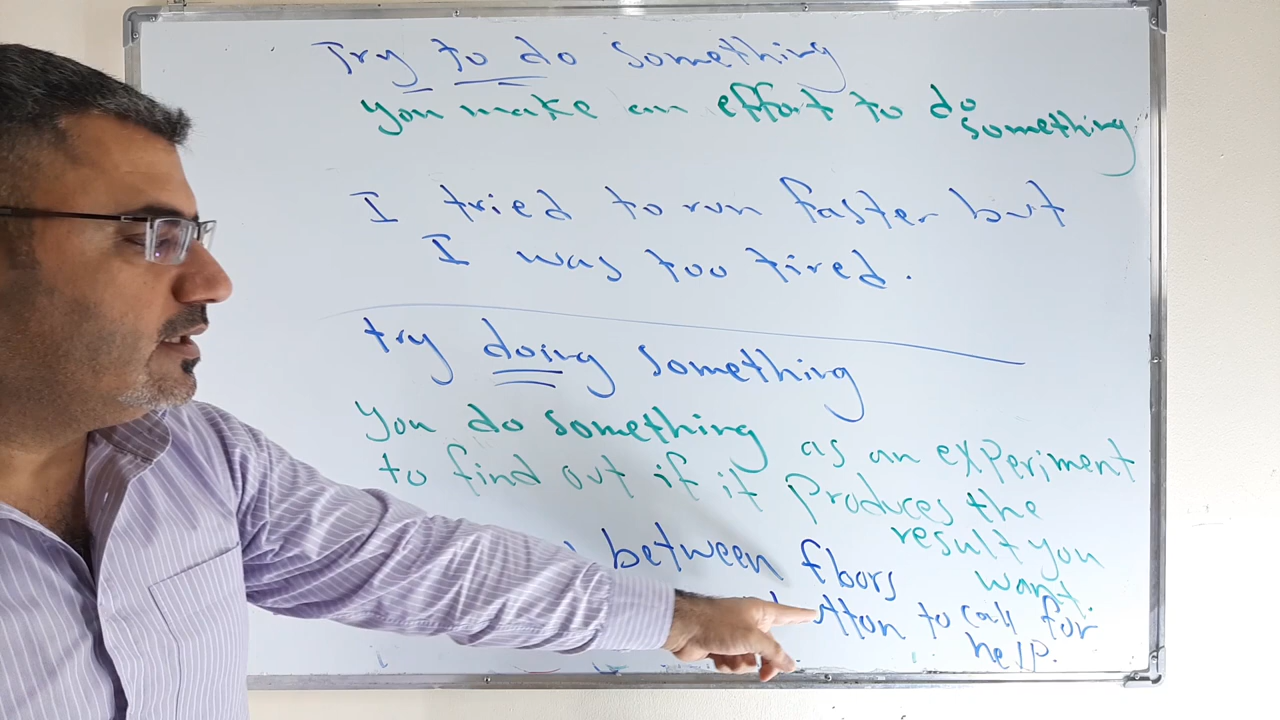 Try to do something
you make an effort to do something
I tried to run faster but
I was too tired.
try doing something
You do something as an experiment
to find out if it produces the
result you
want.
between floors
button to call for
help.